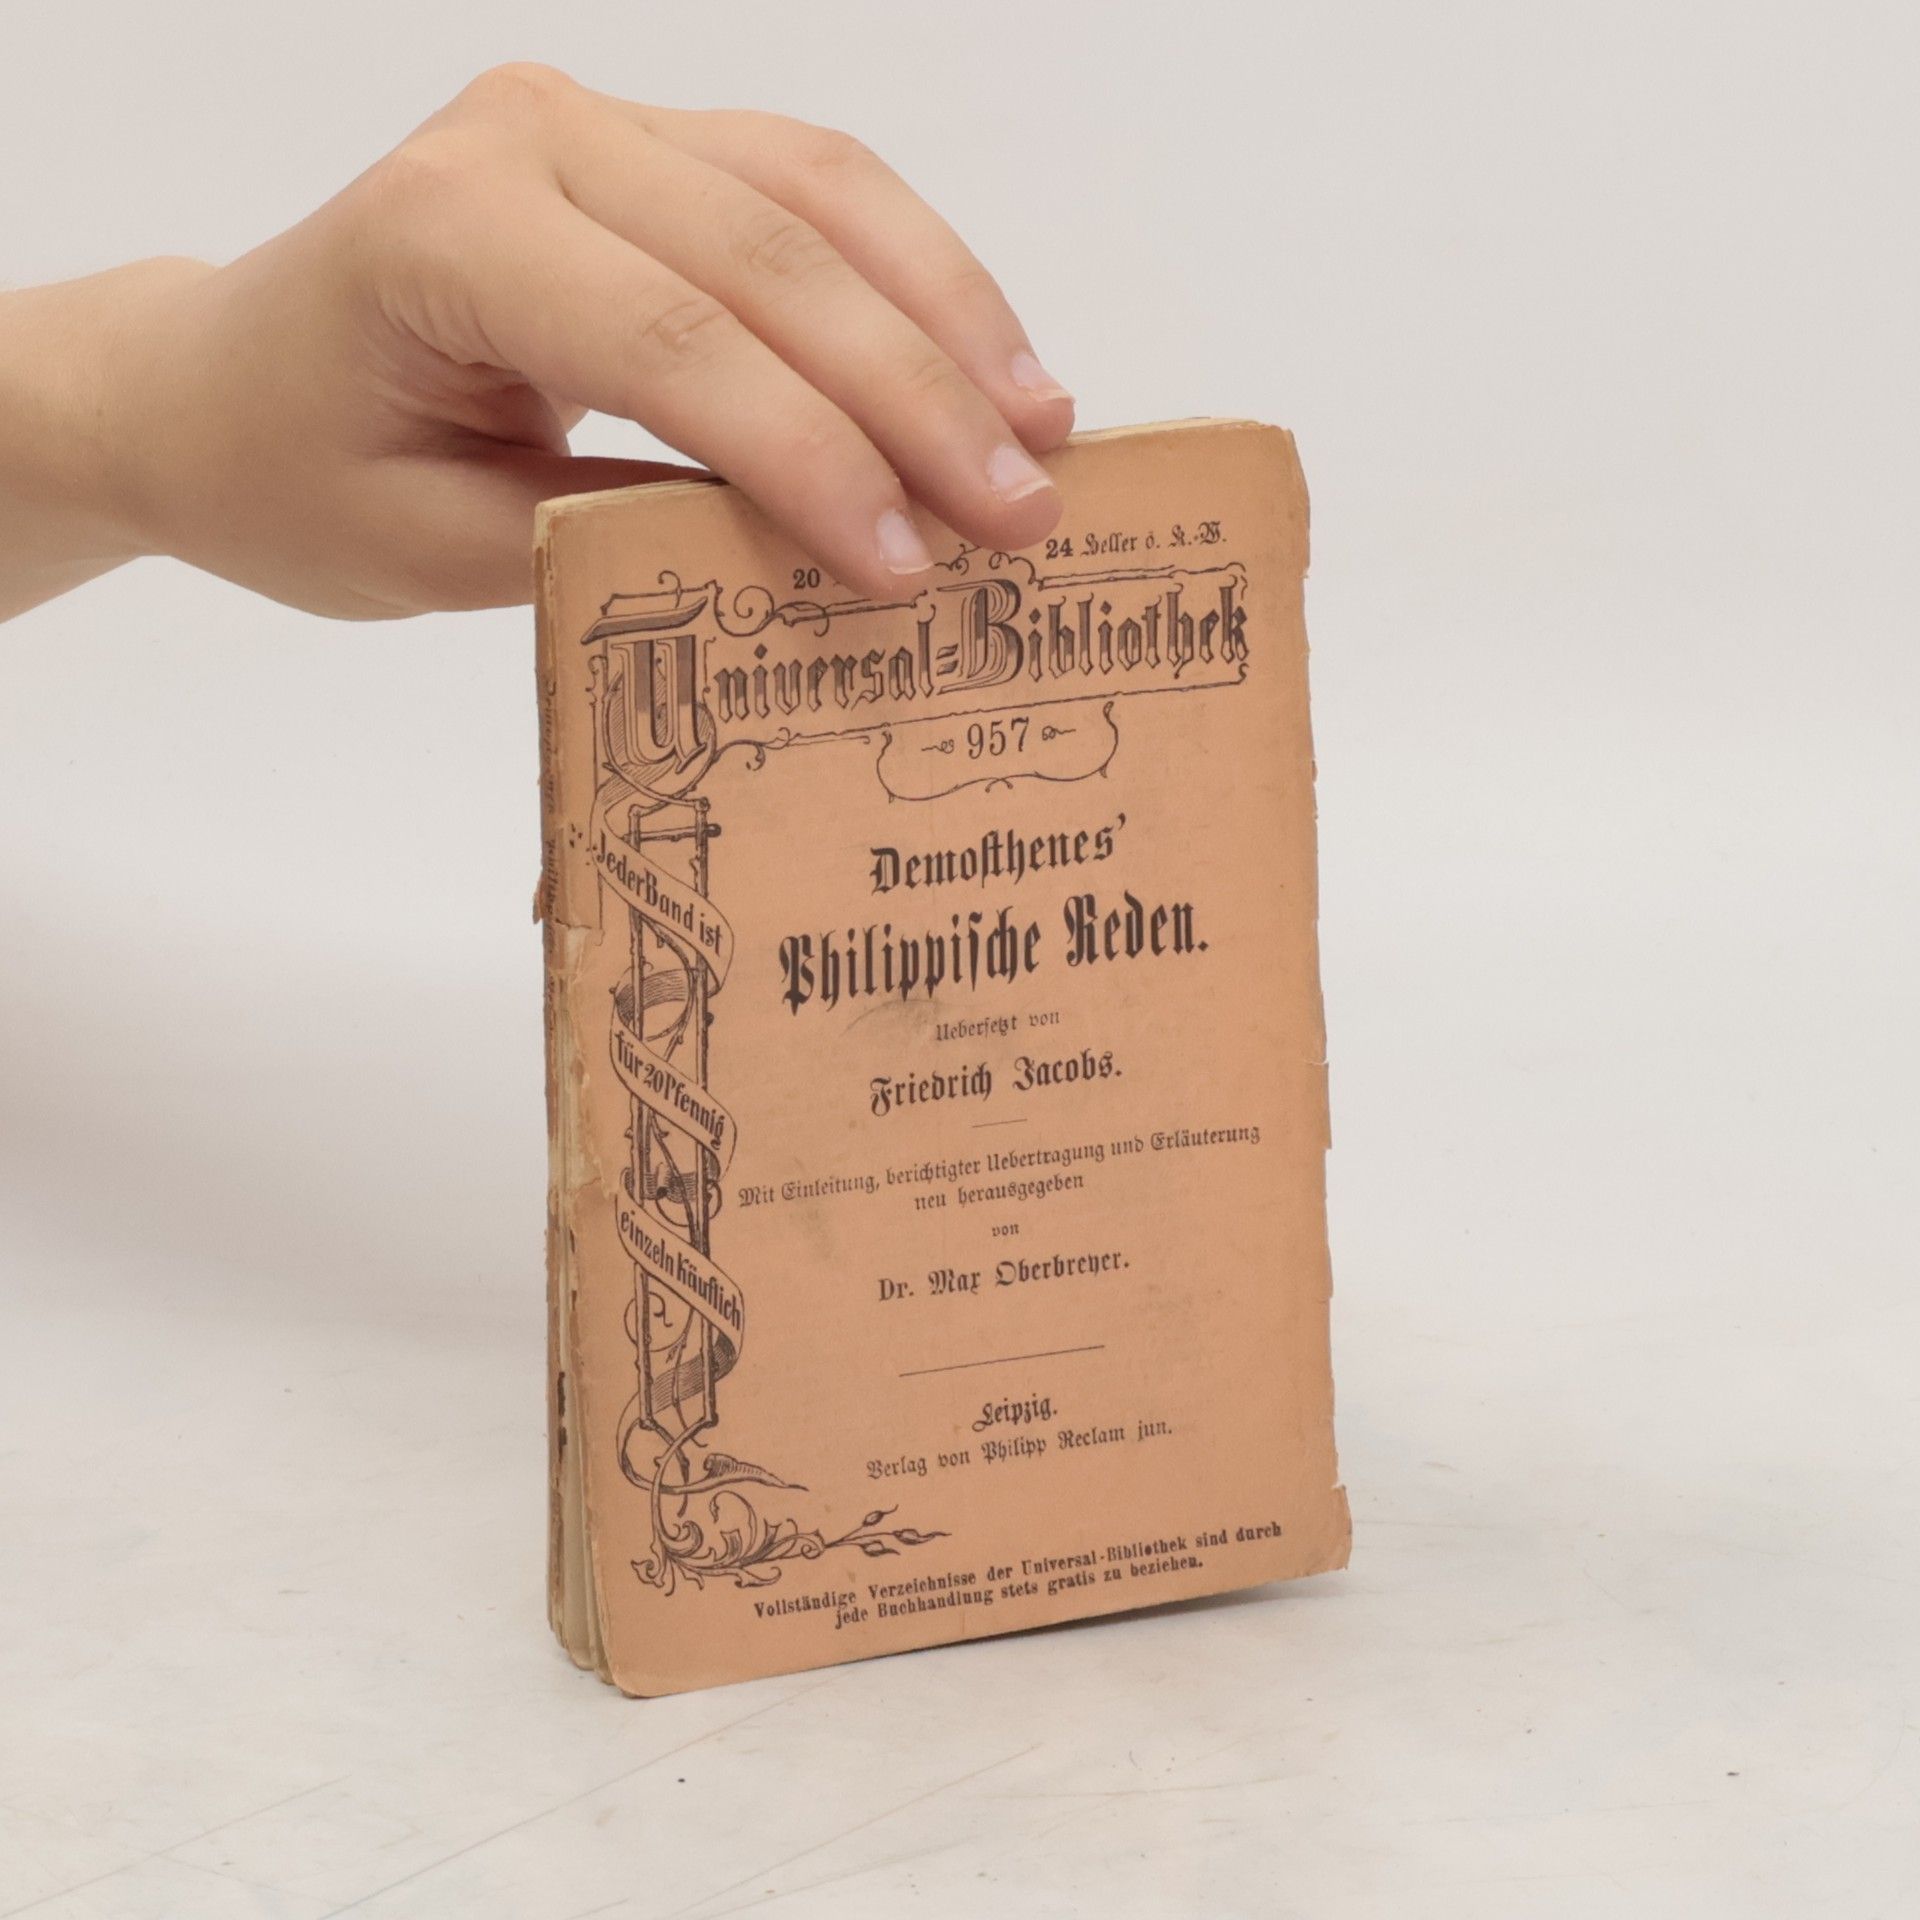 20
24 Heller ö. K.-W.
Universal=Bibliothek
957
Jeder Band ist
für 20 Pfennig
einzeln käuflich
Demosthenes'
Philippische Reden.
Uebersetzt von
Friedrich Jacobs.
Mit Einleitung, berichtigter Uebertragung und Erläuterung
neu herausgegeben
von
Dr. Max Oberbreyer.
Leipzig.
Verlag von Philipp Reclam jun.
Vollständige Verzeichnisse der Universal-Bibliothek sind durch
jede Buchhandlung stets gratis zu beziehen.